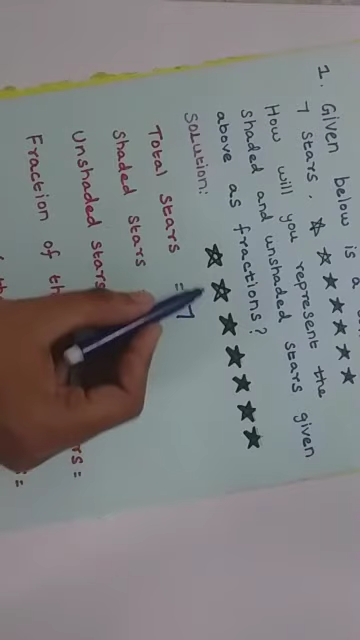 1. Given below is a
7 stars.
How will you represent the
shaded and unshaded stars given
above as fractions?
Solution:
Total stars = 7
Shaded stars
Unshaded stars
Fraction of